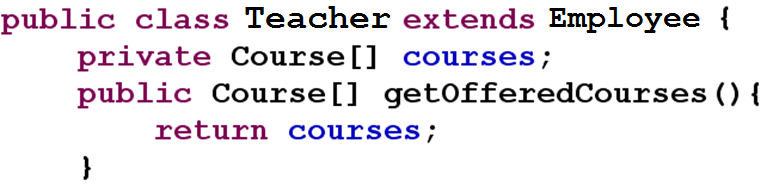 public class Teacher extends Employee {
private Course[] courses;
public Course[] getOfferedCourses(){
return courses;
}